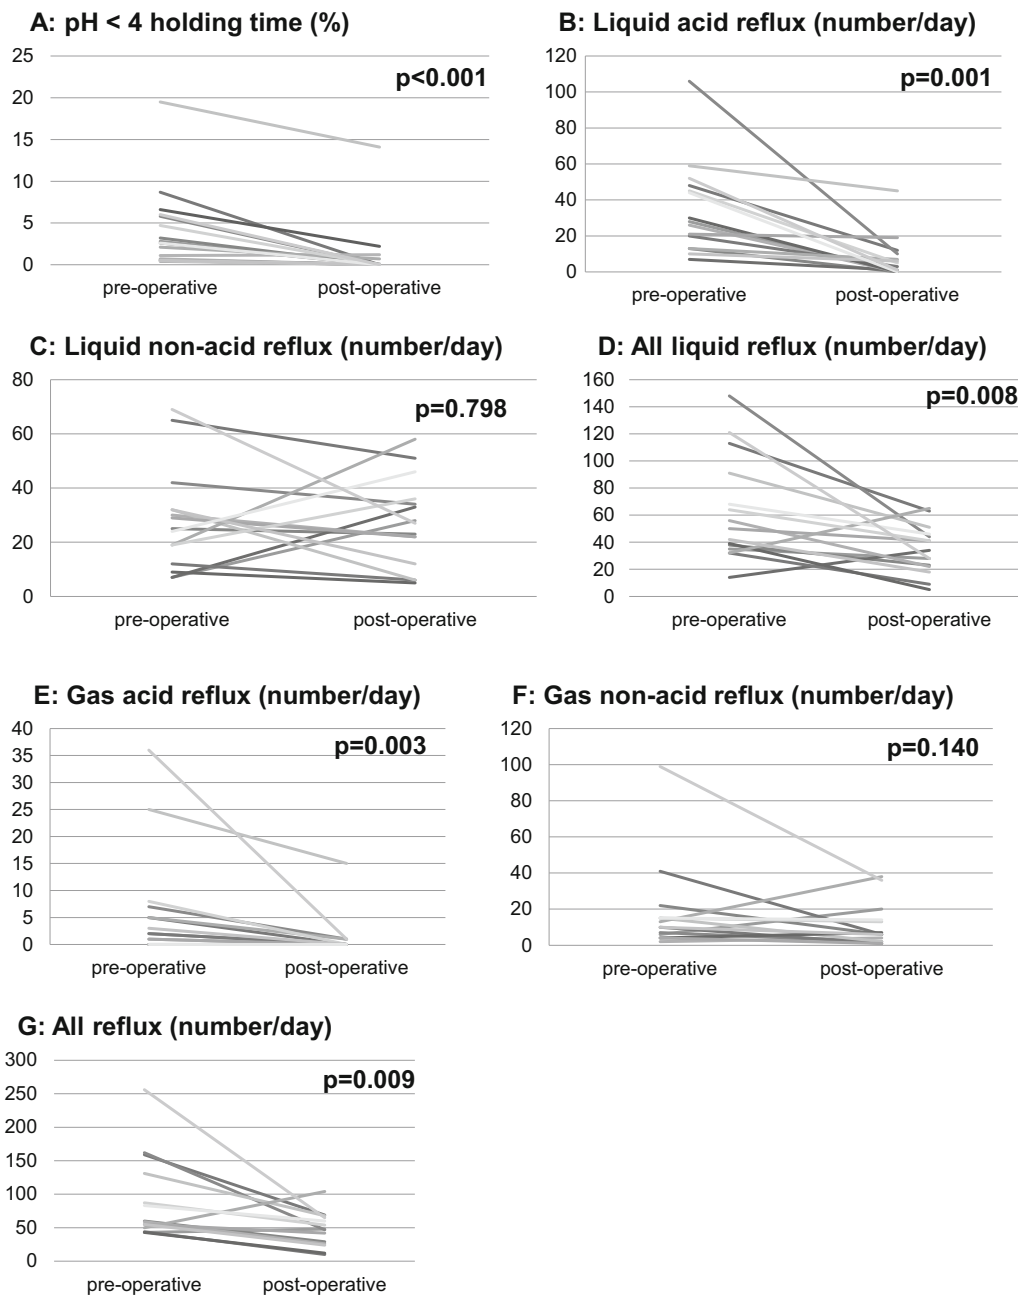 A: pH < 4 holding time (%)
25
20
15
10
5
0
p<0.001
pre-operative
post-operative
B: Liquid acid reflux (number/day)
120
100
80
60
40
20
0
p=0.001
pre-operative
post-operative
C: Liquid non-acid reflux (number/day)
80
60
40
20
0
p=0.798
pre-operative
post-operative
D: All liquid reflux (number/day)
160
140
120
100
80
60
40
20
0
p=0.008
pre-operative
post-operative
E: Gas acid reflux (number/day)
40
35
30
25
20
15
10
5
0
p=0.003
pre-operative
post-operative
F: Gas non-acid reflux (number/day)
120
100
80
60
40
20
0
p=0.140
pre-operative
post-operative
G: All reflux (number/day)
300
250
200
150
100
50
0
p=0.009
pre-operative
post-operative